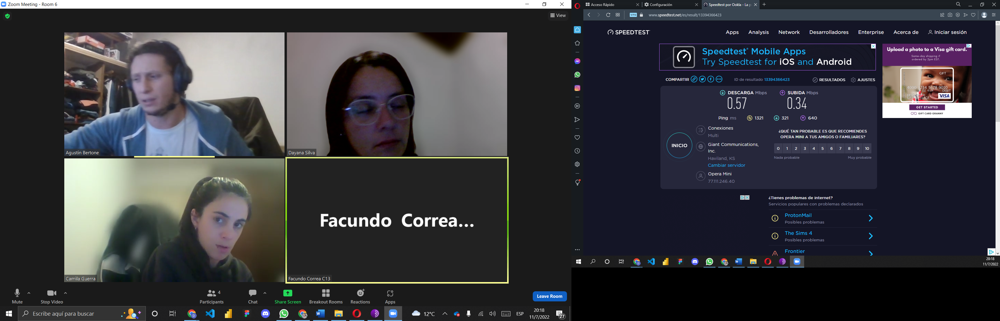 Zoom Meeting - Room 6
View
Agustin Bertone
Dayana Silva
Camila Guerra
Facundo Correa...
Facundo Correa C13
Mute
Stop Video
4
Participants
Chat
Share Screen
Breakout Rooms
Reactions
Apps
Leave Room
Escribe aquí para buscar
12°C
ESP
20:18
11/7/2022
27
Acceso Rápido
Configuración
Speedtest por Ookla - La p
VPN
www.speedtest.net/es/result/13394366423
SPEEDTEST
Apps
Analysis
Network
Desarrolladores
Enterprise
Acerca de
Iniciar sesión
Speedtest® Mobile Apps
Try Speedtest for iOS and Android
Upload a photo to a Visa gift card.
Same-day shipping if
ordered by 2pm EST.
GIFT
4000 1234 5678 9010
4/24
DEBIT
VISA
GET STARTED
GG GIFT CARD GRANNY
COMPARTIR
ID de resultado 13394366423
RESULTADOS
AJUSTES
DESCARGA Mbps
0.57
SUBIDA Mbps
0.34
Ping ms
1321
321
640
INICIO
Conexiones
Multi
Giant Communications,
Inc.
Haviland, KS
Cambiar servidor
Opera Mini
77.111.246.40
¿QUÉ TAN PROBABLE ES QUE RECOMIENDES
OPERA MINI A TUS AMIGOS O FAMILIARES?
0 1 2 3 4 5 6 7 8 9 10
Nada probable
Muy probable
¿Tienes problemas de internet?
Servicios populares con problemas declarados
ProtonMail
Posibles problemas
The Sims 4
Posibles problemas
Frontier
20:18
11/7/2022